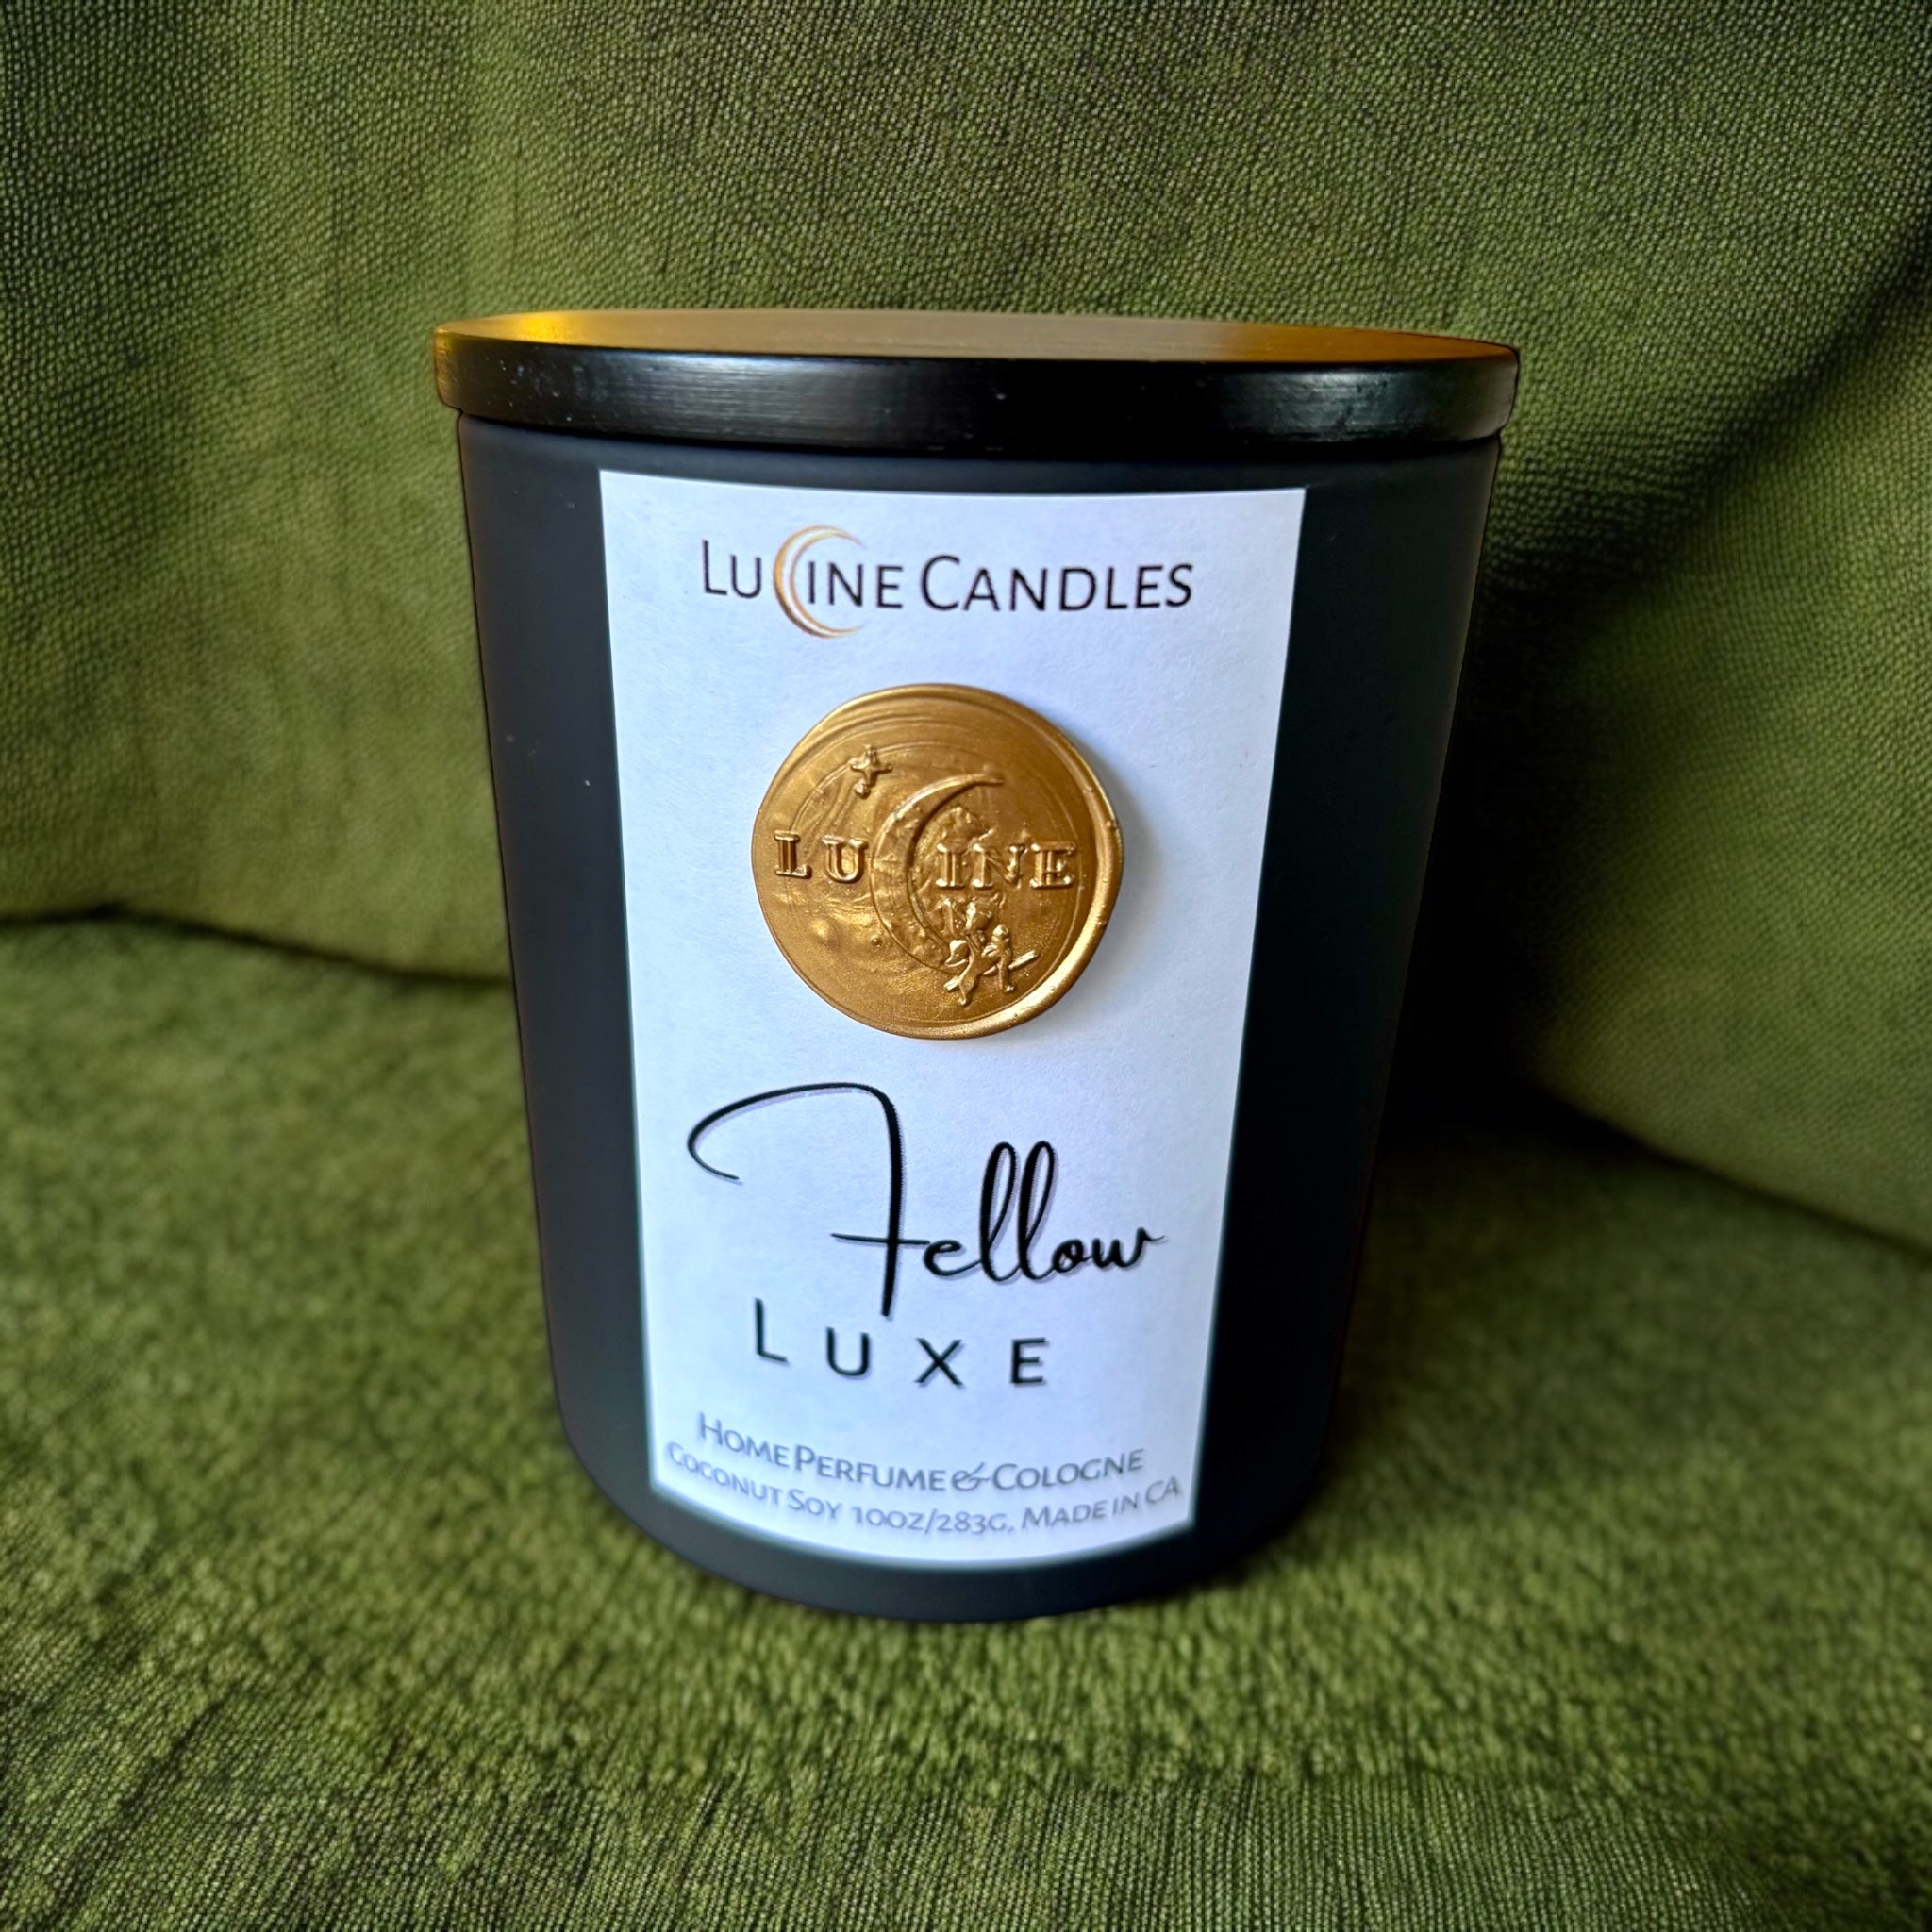 LUCINE CANDLES
LUCINE
Fellow
LUXE
HOME PERFUME & COLOGNE
COCONUT SOY 10OZ/283G, MADE IN CA